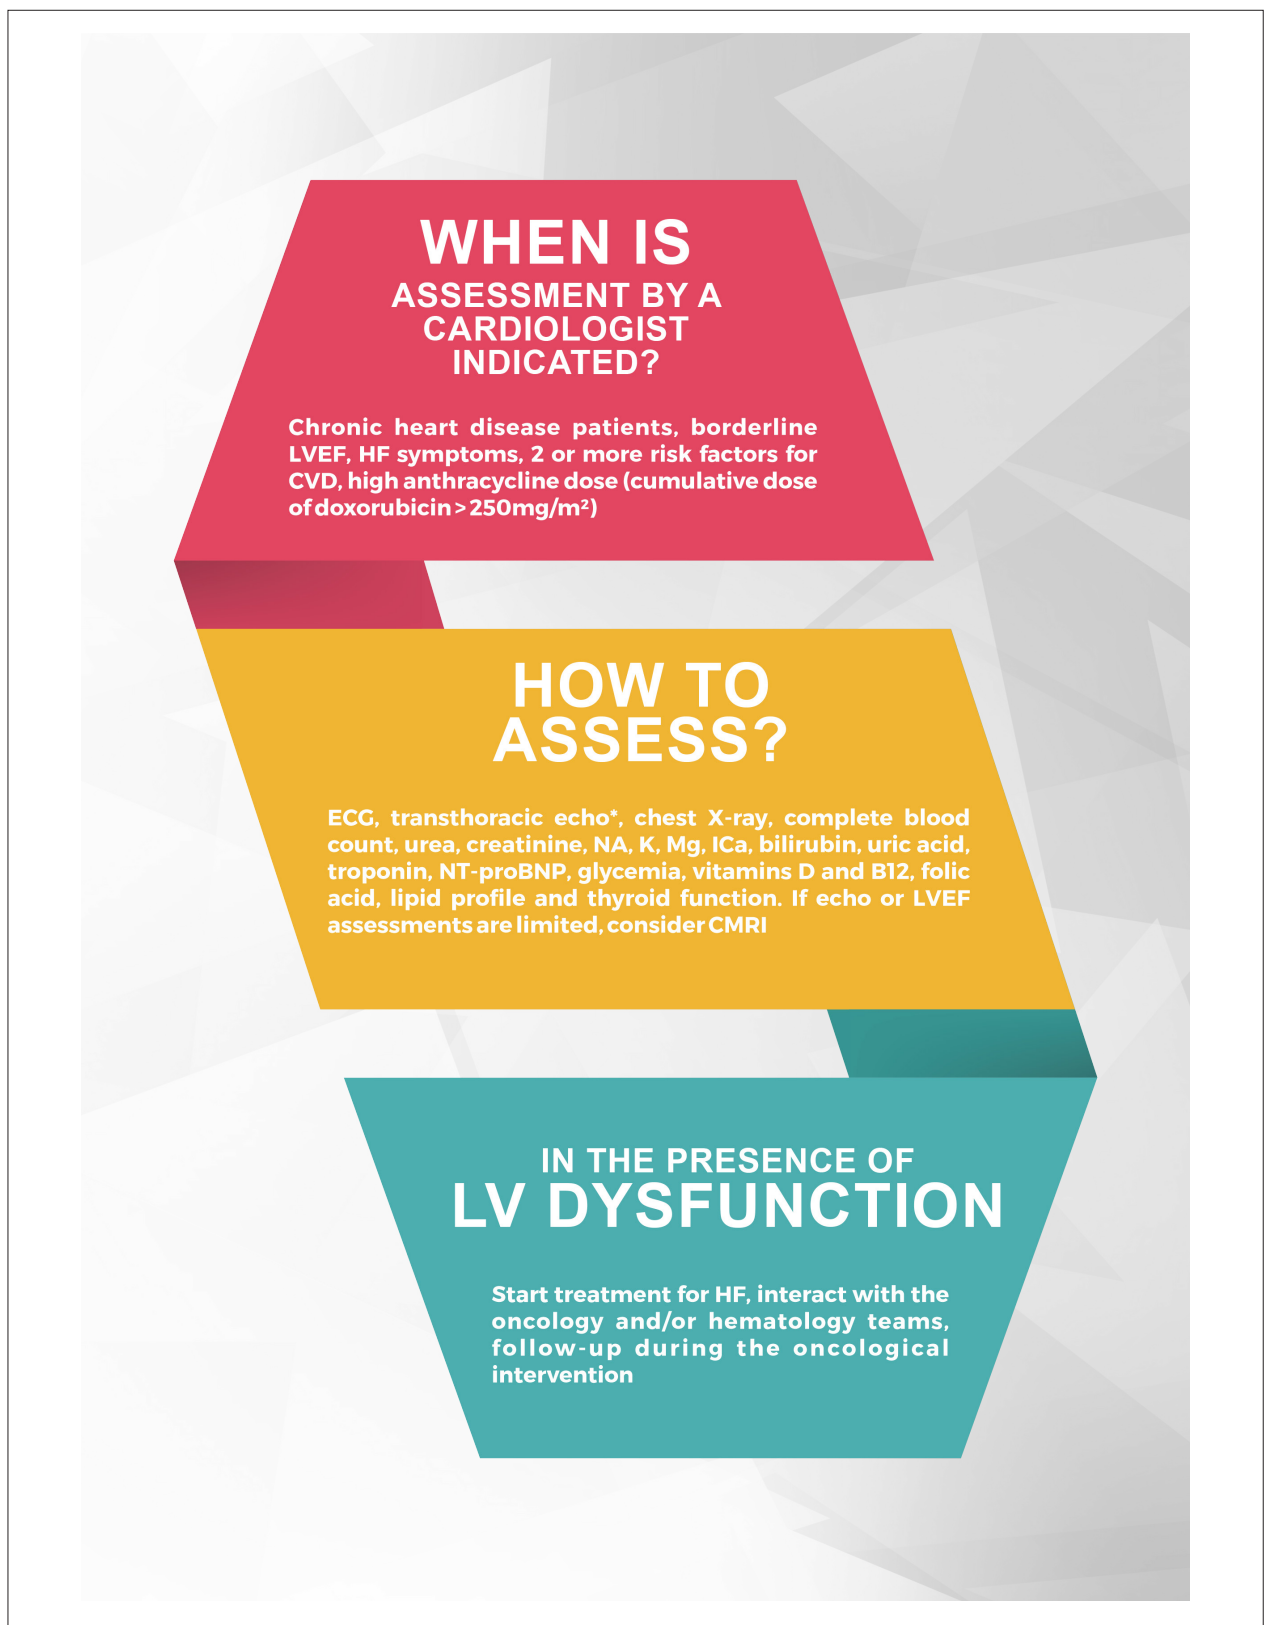 WHEN IS
ASSESSMENT BY A
CARDIOLOGIST
INDICATED?
Chronic heart disease patients, borderline
LVEF, HF symptoms, 2 or more risk factors for
CVD, high anthracycline dose (cumulative dose
of doxorubicin > 250mg/m²)
HOW TO
ASSESS?
ECG, transthoracic echo*, chest X-ray, complete blood
count, urea, creatinine, NA, K, Mg, ICa, bilirubin, uric acid,
troponin, NT-proBNP, glycemia, vitamins D and B12, folic
acid, lipid profile and thyroid function. If echo or LVEF
assessments are limited, consider CMRI
IN THE PRESENCE OF
LV DYSFUNCTION
Start treatment for HF, interact with the
oncology and/or hematology teams,
follow-up during the oncological
intervention